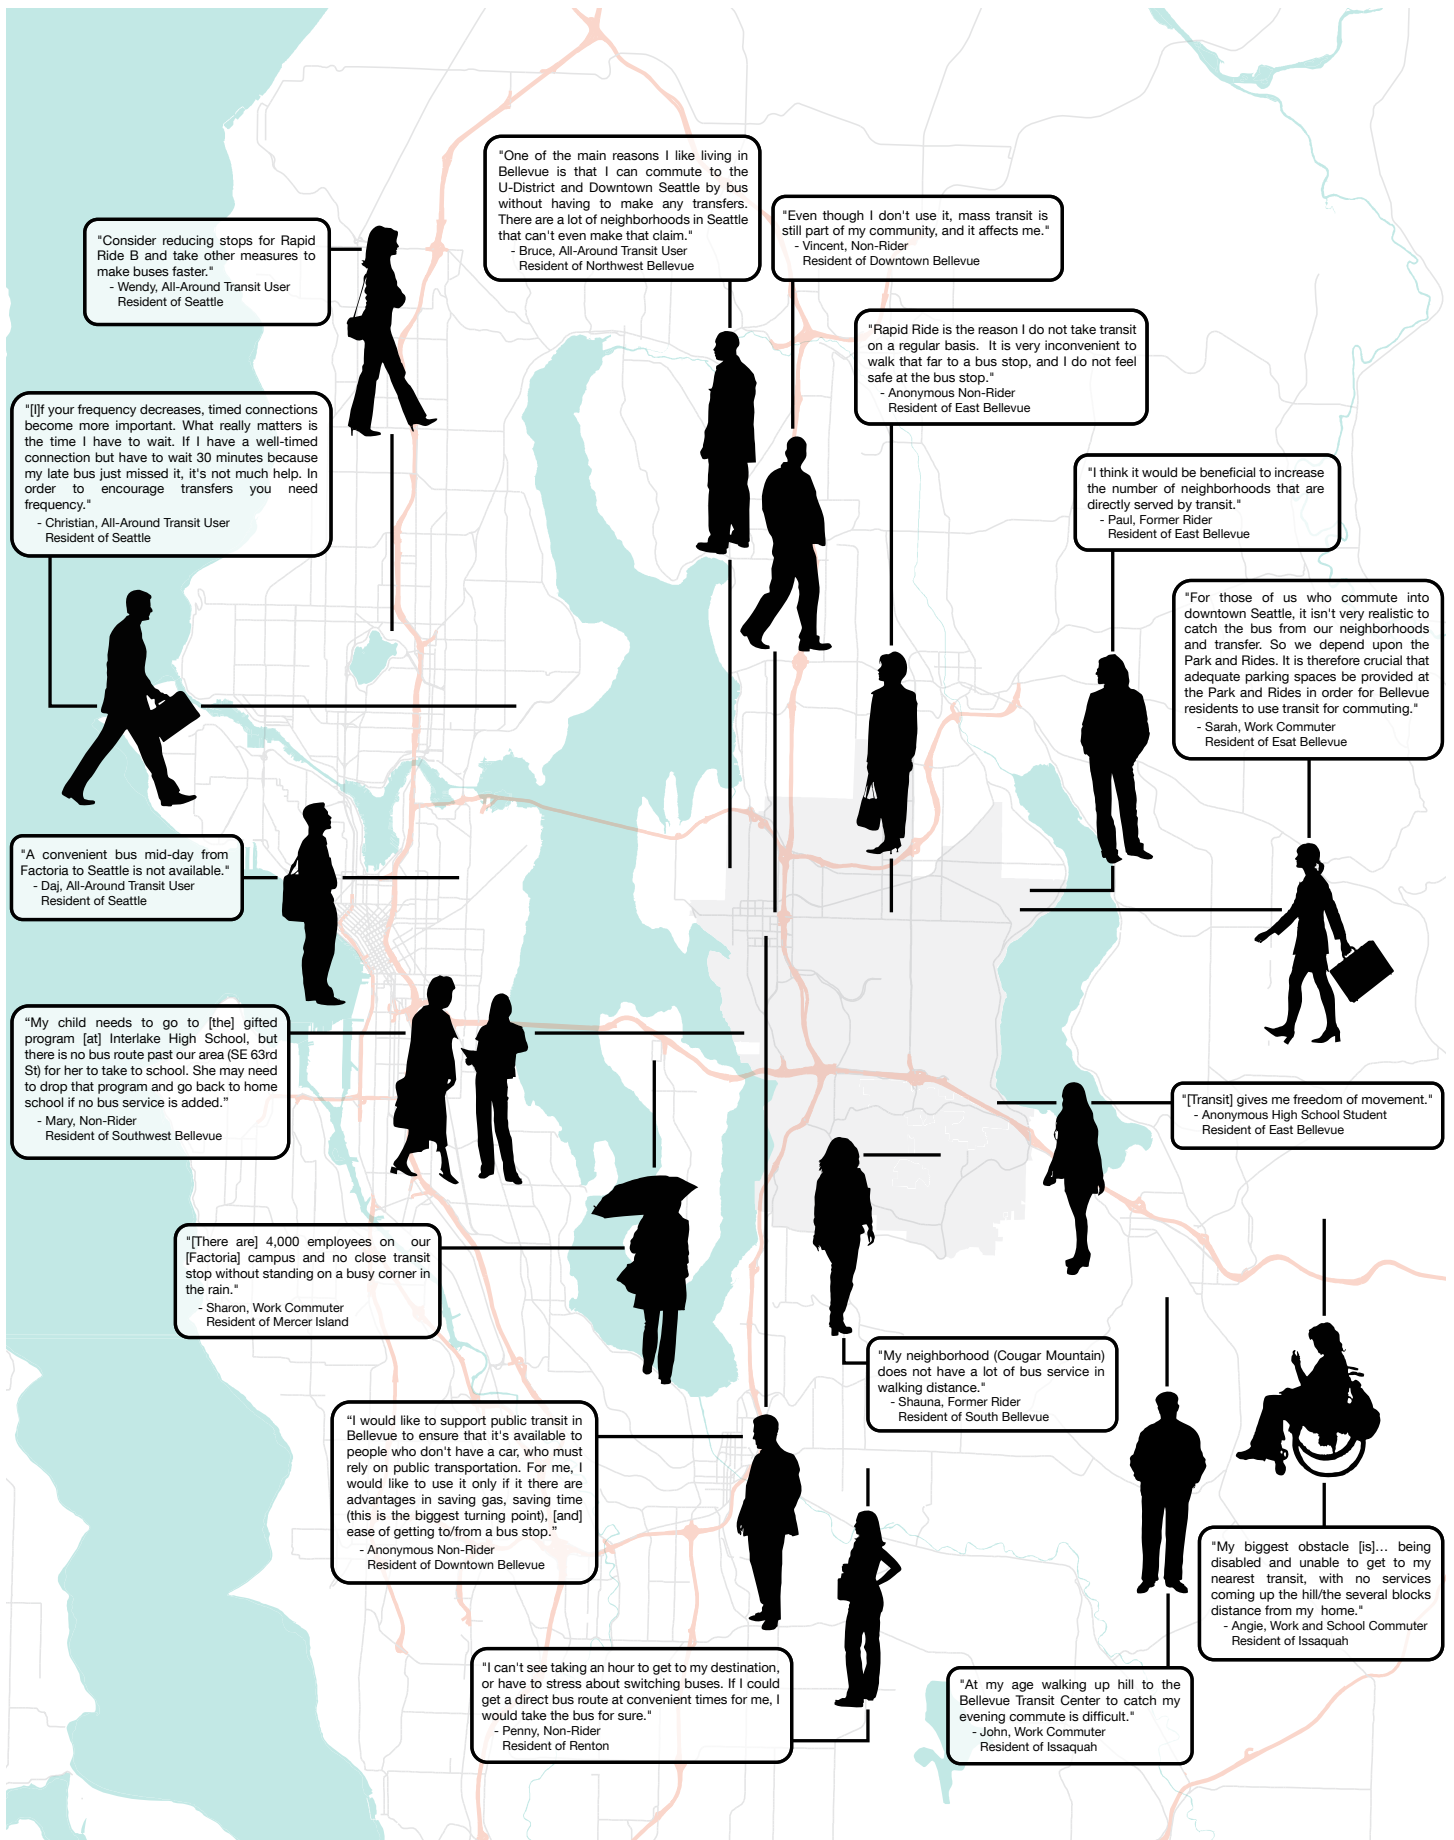 "One of the main reasons I like living in
Bellevue is that I can commute to the
U-District and Downtown Seattle by bus
without having to make any transfers.
There are a lot of neighborhoods in Seattle
that can't even make that claim."
- Bruce, All-Around Transit User
Resident of Northwest Bellevue
"Even though I don't use it, mass transit is
still part of my community, and it affects me."
- Vincent, Non-Rider
Resident of Downtown Bellevue
"Consider reducing stops for Rapid
Ride B and take other measures to
make buses faster."
- Wendy, All-Around Transit User
Resident of Seattle
"Rapid Ride is the reason I do not take transit
on a regular basis. It is very inconvenient to
walk that far to a bus stop, and I do not feel
safe at the bus stop."
- Anonymous Non-Rider
Resident of East Bellevue
"[I]f your frequency decreases, timed connections
become more important. What really matters is
the time I have to wait. If I have a well-timed
connection but have to wait 30 minutes because
my late bus just missed it, it's not much help. In
order to encourage transfers you need
frequency."
- Christian, All-Around Transit User
Resident of Seattle
"I think it would be beneficial to increase
the number of neighborhoods that are
directly served by transit."
- Paul, Former Rider
Resident of East Bellevue
"For those of us who commute into
downtown Seattle, it isn't very realistic to
catch the bus from our neighborhoods
and transfer. So we depend upon the
Park and Rides. It is therefore crucial that
adequate parking spaces be provided at
the Park and Rides in order for Bellevue
residents to use transit for commuting."
- Sarah, Work Commuter
Resident of Esat Bellevue
"A convenient bus mid-day from
Factoria to Seattle is not available."
- Daj, All-Around Transit User
Resident of Seattle
“My child needs to go to [the] gifted
program [at] Interlake High School, but
there is no bus route past our area (SE 63rd
St) for her to take to school. She may need
to drop that program and go back to home
school if no bus service is added.”
- Mary, Non-Rider
Resident of Southwest Bellevue
"[Transit] gives me freedom of movement."
- Anonymous High School Student
Resident of East Bellevue
"[There are] 4,000 employees on our
[Factoria] campus and no close transit
stop without standing on a busy corner in
the rain."
- Sharon, Work Commuter
Resident of Mercer Island
"My neighborhood (Cougar Mountain)
does not have a lot of bus service in
walking distance."
- Shauna, Former Rider
Resident of South Bellevue
“I would like to support public transit in
Bellevue to ensure that it's available to
people who don't have a car, who must
rely on public transportation. For me, I
would like to use it only if it there are
advantages in saving gas, saving time
(this is the biggest turning point), [and]
ease of getting to/from a bus stop.”
- Anonymous Non-Rider
Resident of Downtown Bellevue
"My biggest obstacle [is]... being
disabled and unable to get to my
nearest transit, with no services
coming up the hill/the several blocks
distance from my home."
- Angie, Work and School Commuter
Resident of Issaquah
"I can't see taking an hour to get to my destination,
or have to stress about switching buses. If I could
get a direct bus route at convenient times for me, I
would take the bus for sure."
- Penny, Non-Rider
Resident of Renton
"At my age walking up hill to the
Bellevue Transit Center to catch my
evening commute is difficult."
- John, Work Commuter
Resident of Issaquah